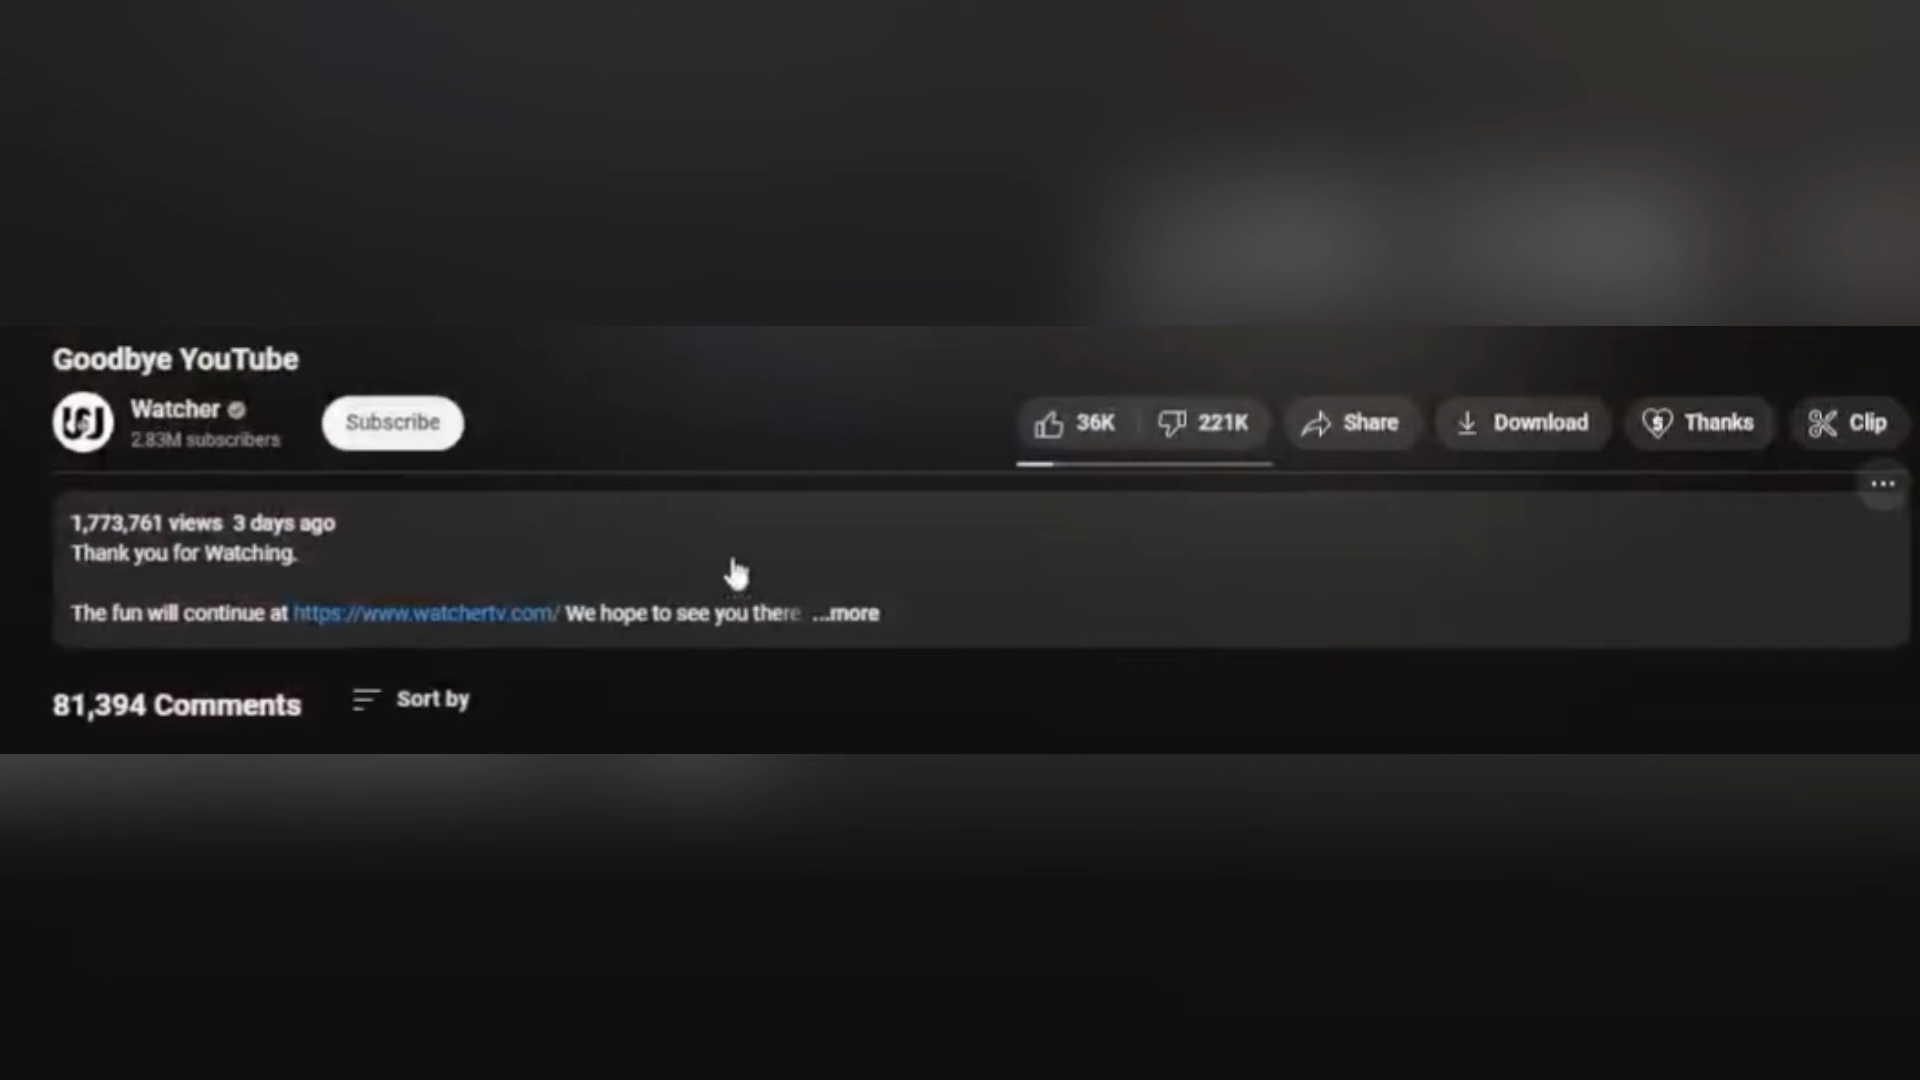 Goodbye YouTube
Watcher
2.83M subscribers
Subscribe
36K
221K
Share
Download
Thanks
Clip
1,773,761 views 3 days ago
Thank you for Watching.
The fun will continue at https://www.watchertv.com/ We hope to see you there ...more
81,394 Comments
Sort by